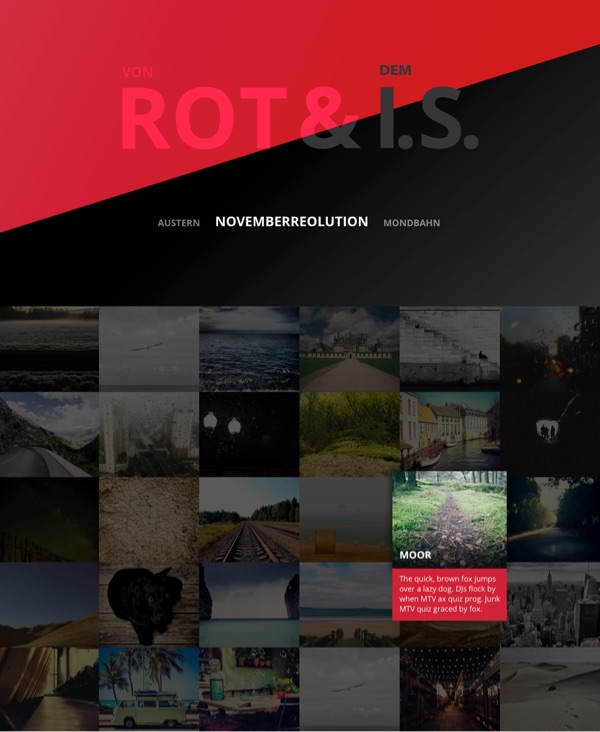 VON
DEM
ROT & I.S.
AUSTERN NOVEMBERREOLUTION MONDBAHN
MOOR
The quick, brown fox jumps
over a lazy dog. DJs flock by
when MTV ax quiz prog. Junk
MTV quiz graced by fox.